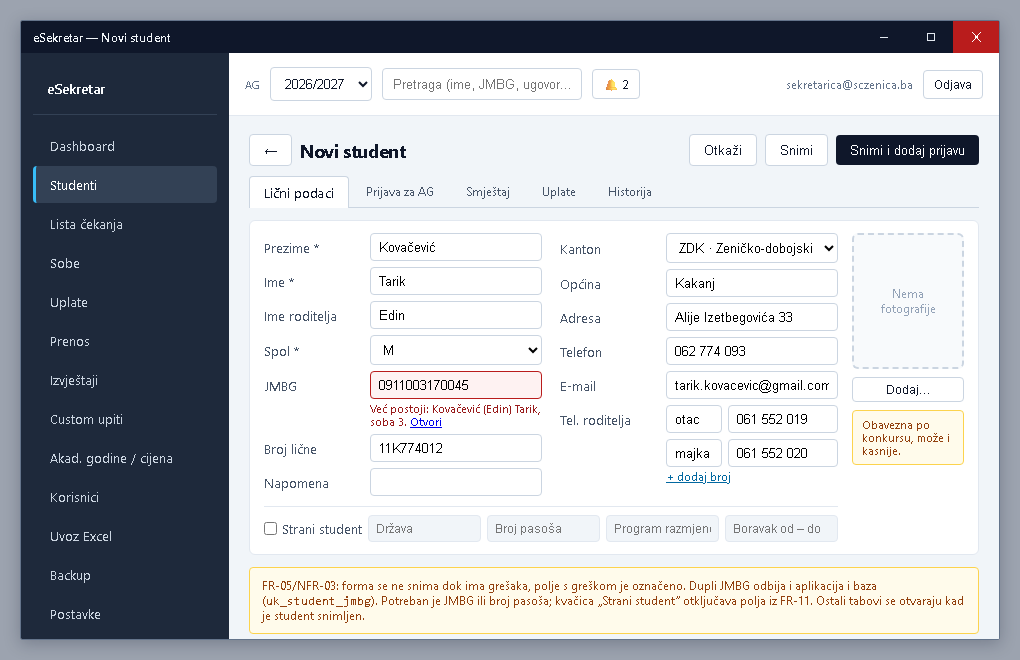 eSekretar — Novi student
eSekretar
AG
2026/2027
Pretraga (ime, JMBG, ugovor...
2
sekretarica@sczenica.ba
Odjava
Dashboard
Studenti
Lista čekanja
Sobe
Uplate
Prenos
Izvještaji
Custom upiti
Akad. godine / cijena
Korisnici
Uvoz Excel
Backup
Postavke
←
Novi student
Otkaži
Snimi
Snimi i dodaj prijavu
Lični podaci
Prijava za AG
Smještaj
Uplate
Historija
Prezime *
Kovačević
Ime *
Tarik
Ime roditelja
Edin
Spol *
M
JMBG
0911003170045
Već postoji: Kovačević (Edin) Tarik,
soba 3. Otvori
Broj lične
11K774012
Napomena
Kanton
ZDK · Zeničko-dobojski
Općina
Kakanj
Adresa
Alije Izetbegovića 33
Telefon
062 774 093
E-mail
tarik.kovacevic@gmail.com
Tel. roditelja
otac
061 552 019
majka
061 552 020
+ dodaj broj
Nema
fotografije
Dodaj...
Obavezna po
konkursu, može i
kasnije.
Strani student
Država
Broj pasoša
Program razmjen
Boravak od – do
FR-05/NFR-03: forma se ne snima dok ima grešaka, polje s greškom je označeno. Dupli JMBG odbija i aplikacija i baza
(uk_student_jmbg). Potreban je JMBG ili broj pasoša; kvačica „Strani student” otključava polja iz FR-11. Ostali tabovi se otvaraju kad
je student snimljen.